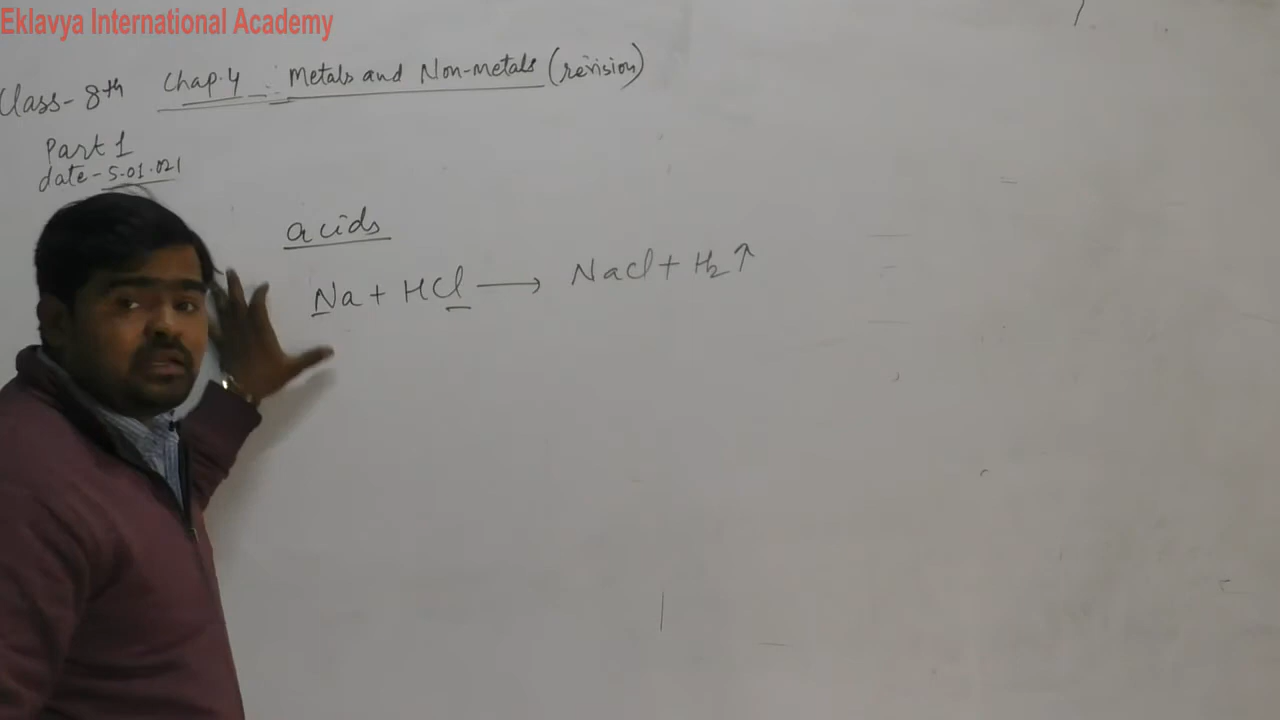 Eklavya International Academy
Class- 8th Chap.4 :- Metals and Non-metals (revision)
Part 1
date - 5.01.021
acids
Na + HCl ⟶ NaCl + H₂↑